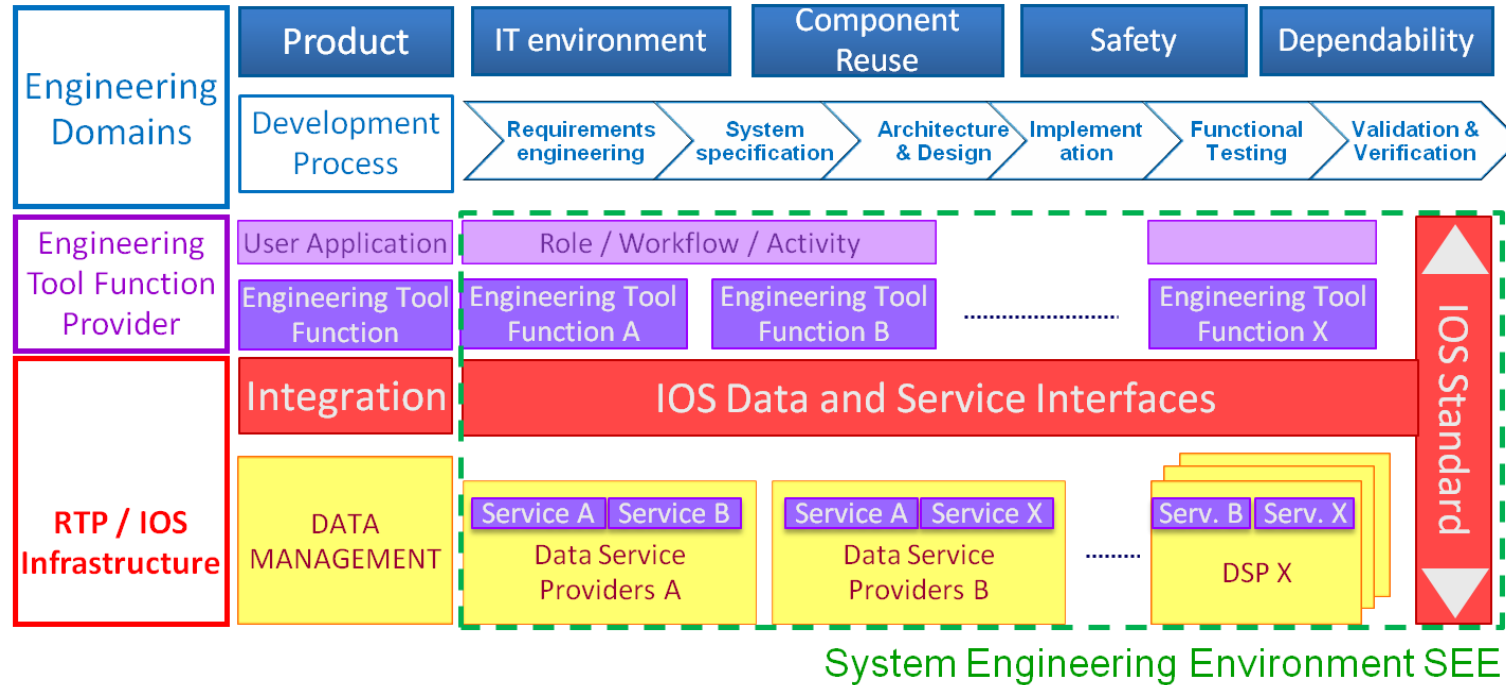 Engineering
Domains
Product
IT environment
Component
Reuse
Safety
Dependability
Development
Process
Requirements
engineering
System
specification
Architecture
& Design
Implement
ation
Functional
Testing
Validation &
Verification
Engineering
Tool Function
Provider
User Application
Role / Workflow / Activity
Engineering Tool
Function
Engineering Tool
Function A
Engineering Tool
Function B
Engineering Tool
Function X
RTP / IOS
Infrastructure
Integration
IOS Data and Service Interfaces
IOS Standard
DATA
MANAGEMENT
Service A
Service B
Data Service
Providers A
Service A
Service X
Data Service
Providers B
Serv. B
Serv. X
DSP X
System Engineering Environment SEE